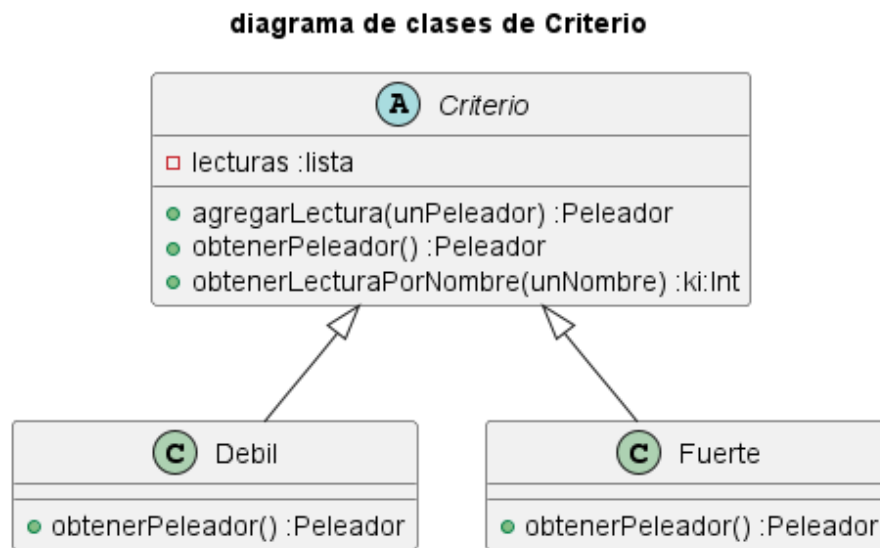 diagrama de clases de Criterio
A Criterio
lecturas :lista
agregarLectura(unPeleador) :Peleador
obtenerPeleador() :Peleador
obtenerLecturaPorNombre(unNombre) :ki:Int
C Debil
obtenerPeleador() :Peleador
C Fuerte
obtenerPeleador() :Peleador